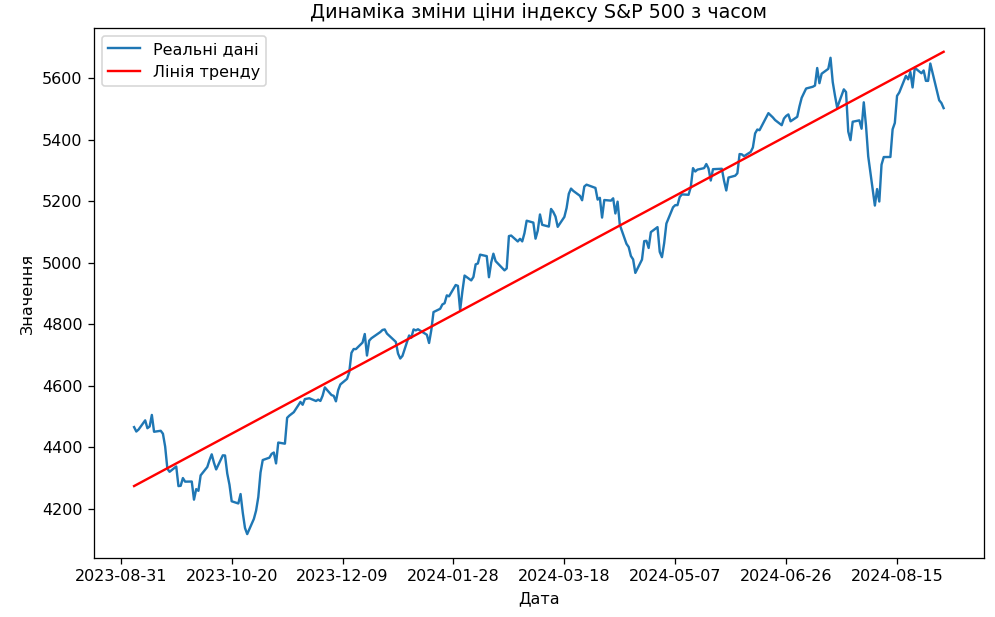 Динаміка зміни ціни індексу S&P 500 з часом
Реальні дані
Лінія тренду
Значення
5600
5400
5200
5000
4800
4600
4400
4200
2023-08-31 2023-10-20 2023-12-09 2024-01-28 2024-03-18 2024-05-07 2024-06-26 2024-08-15
Дата